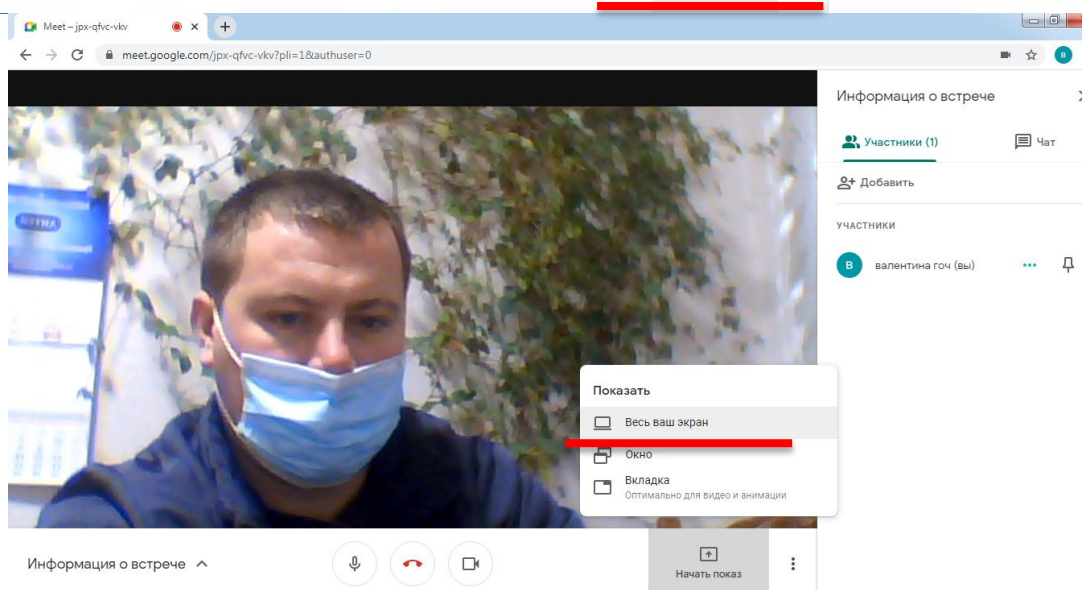 Meet – jpx-qfvc-vkv
meet.google.com/jpx-qfvc-vkv?pli=1&authuser=0
в
Информация о встрече
Участники (1)
Чат
Добавить
УЧАСТНИКИ
В
валентина гоч (вы)
Показать
Весь ваш экран
Окно
Вкладка
Оптимально для видео и анимации
Информация о встрече
Начать показ